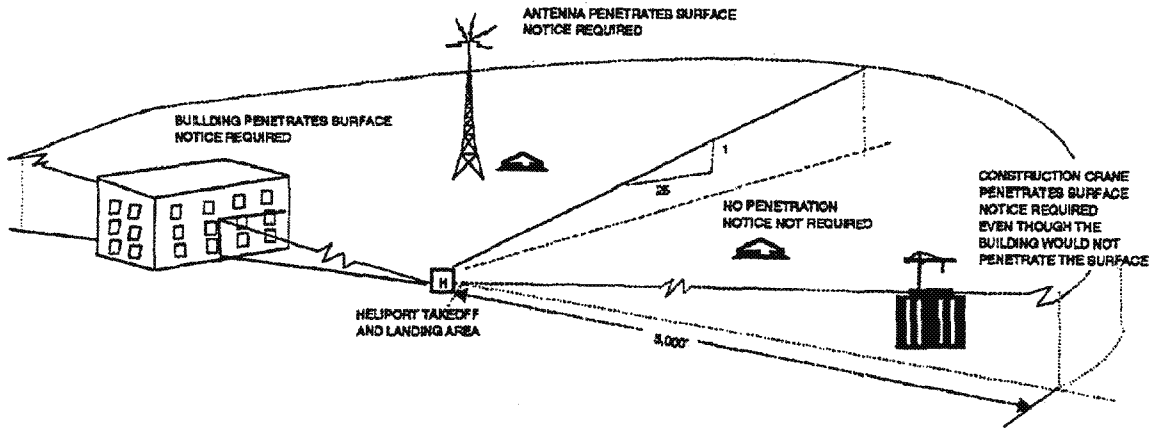 ANTENNA PENETRATES SURFACE
NOTICE REQUIRED
BUILLDING PENETRATES SURFACE
NOTICE REQUIRED
1
25
CONSTRUCTION CRANE
PENETRATES SURFACE
NOTICE REQUIRED
EVEN THOUGH THE
BUILDING WOULD NOT
PENETRATE THE SURFACE
NO PENETRATION
NOTICE NOT REQUIRED
H
HELIPORT TAKEOFF
AND LANDING AREA
5,000'